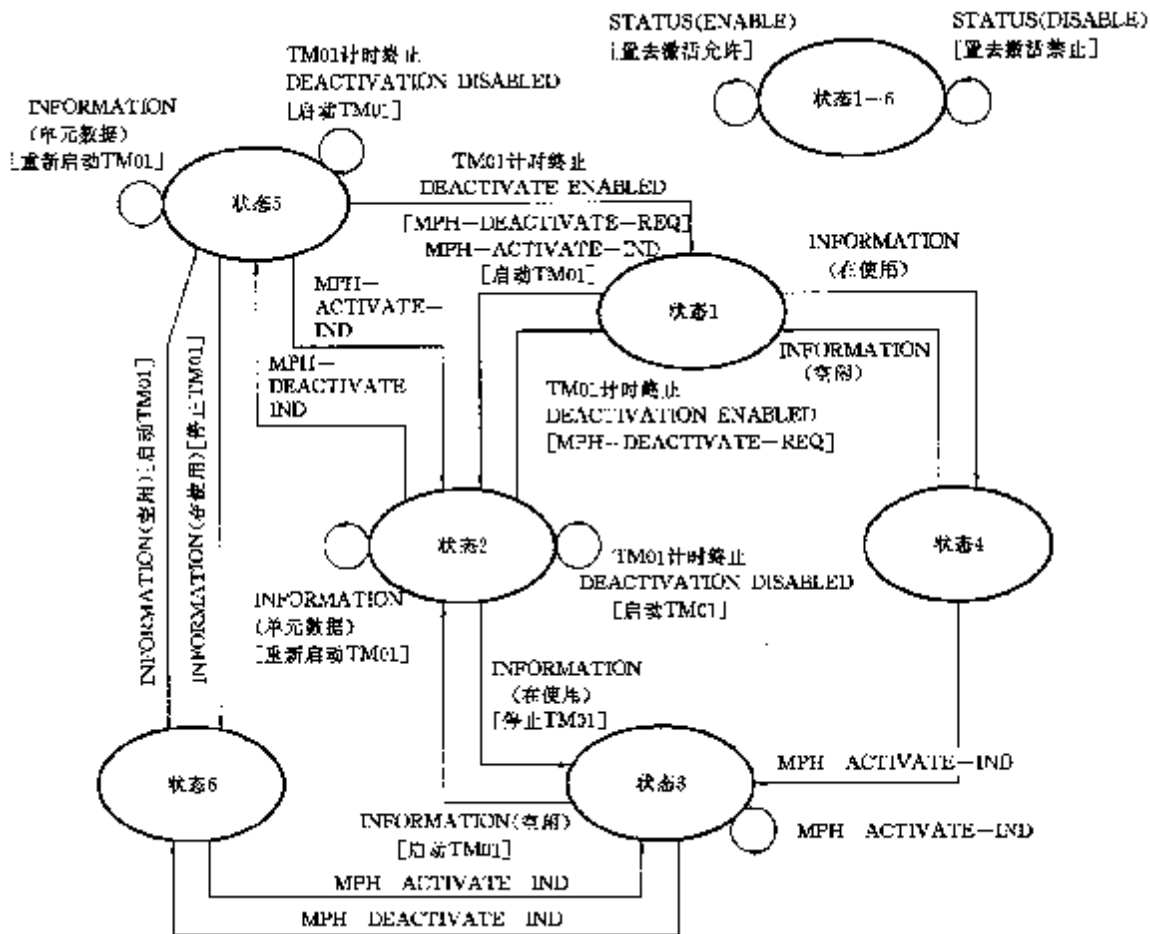 STATUS(ENABLE)
[置去激活允许]
STATUS(DISABLE)
[置去激活禁止]
状态1-6
TM01计时终止
DEACTIVATION DISABLED
[启动TM01]
INFORMATION
(单元数据)
[重新启动TM01]
状态5
TM01计时终止
DEACTIVATE ENABLED
[MPH-DEACTIVATE-REQ]
MPH-ACTIVATE-IND
[启动TM01]
INFORMATION
(在使用)
状态1
INFORMATION
(空闲)
MPH-
ACTIVATE-
IND
MPH-
DEACTIVATE
IND
TM01计时终止
DEACTIVATION ENABLED
[MPH--DEACTIVATE-REQ]
INFORMATION(空闲)[启动TM01]
INFORMATION(在使用)[停止TM01]
状态2
状态4
TM01计时终止
DEACTIVATION DISABLED
[启动TM01]
INFORMATION
(单元数据)
[重新启动TM01]
INFORMATION
(在使用)
[停止TM01]
状态6
状态3
MPH ACTIVATE-IND
MPH ACTIVATE-IND
INFORMATION(空闲)
[启动TM01]
MPH ACTIVATE IND
MPH DEACTIVATE IND